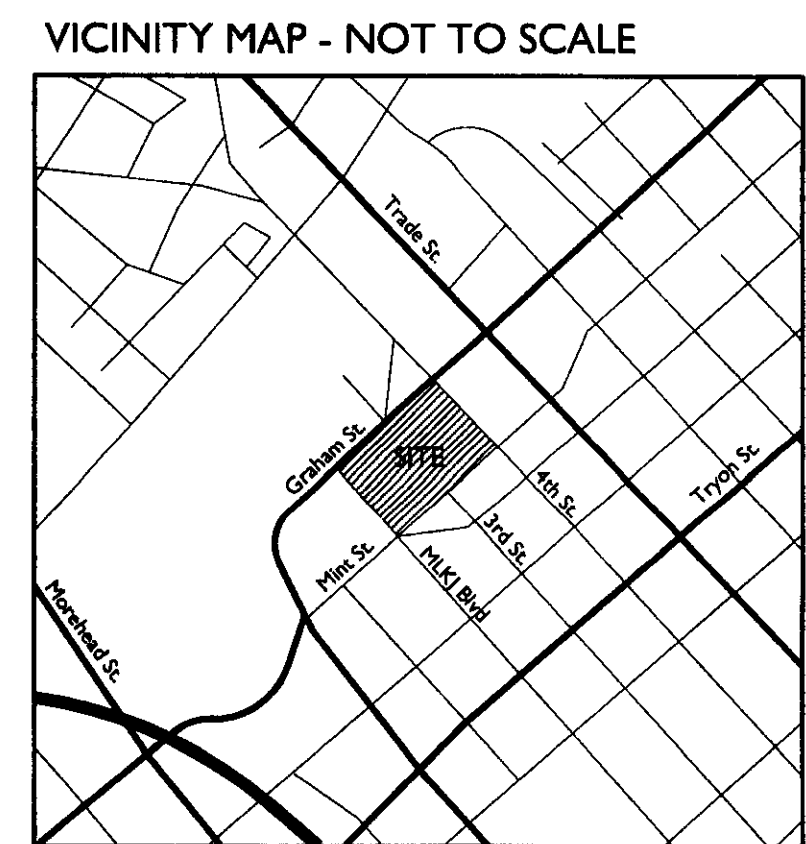 VICINITY MAP - NOT TO SCALE
Trade St.
Graham St.
SITE
4th St.
Tryon St.
3rd St.
Mint St.
MLKJ Blvd
Morehead St.